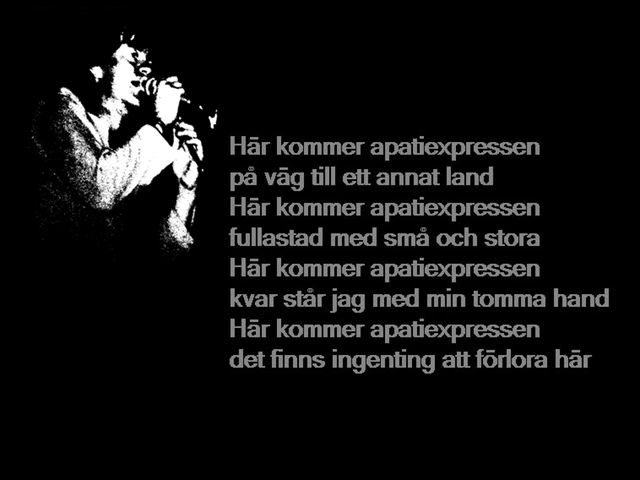 Här kommer apatiexpressen
på väg till ett annat land
Här kommer apatiexpressen
fullastad med små och stora
Här kommer apatiexpressen
kvar står jag med min tomma hand
Här kommer apatiexpressen
det finns ingenting att förlora här